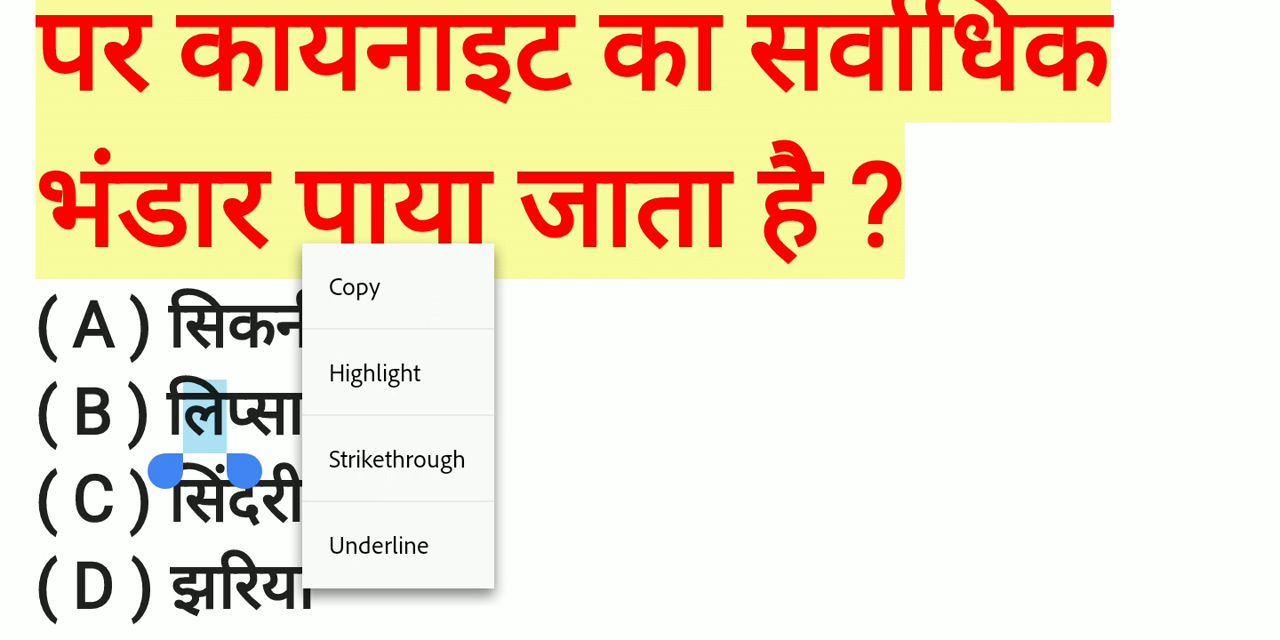 पर कायनाइट का सर्वाधिक
भंडार पाया जाता है ?
( A )
( B ) लिप्सा
( C ) सिंदरी
( D ) झरिया
Copy
Highlight
Strikethrough
Underline